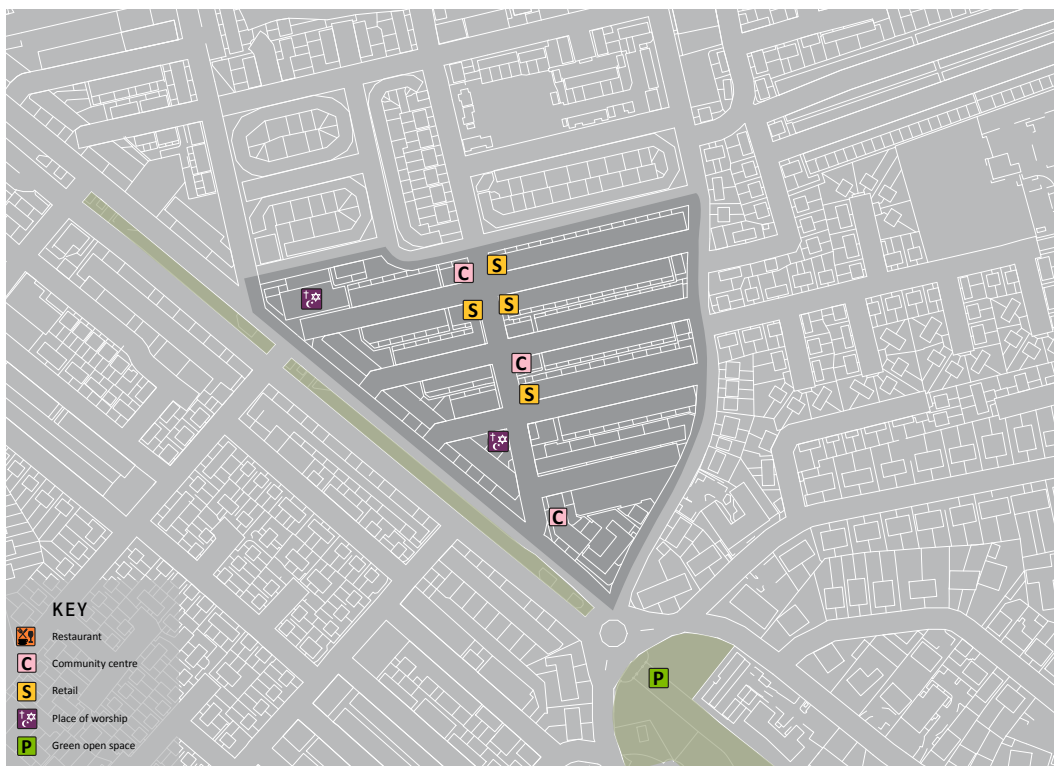 C
S
S
S
C
S
C
P
KEY
Restaurant
C Community centre
S Retail
Place of worship
P Green open space